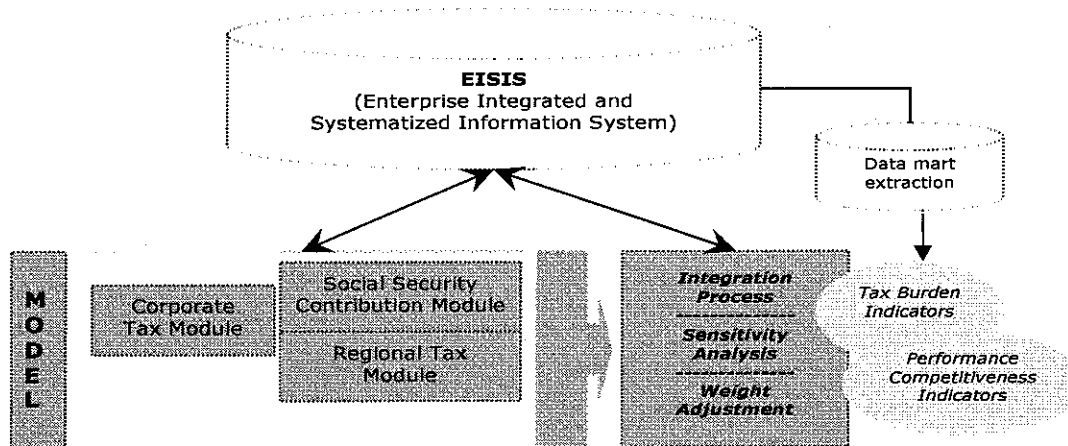 EISIS
(Enterprise Integrated and
Systematized Information System)
Data mart
extraction
MODEL
Corporate
Tax Module
Social Security
Contribution Module
Regional Tax
Module
Integration
Process
Sensitivity
Analysis
Weight
Adjustment
Tax Burden
Indicators
Performance
Competitiveness
Indicators